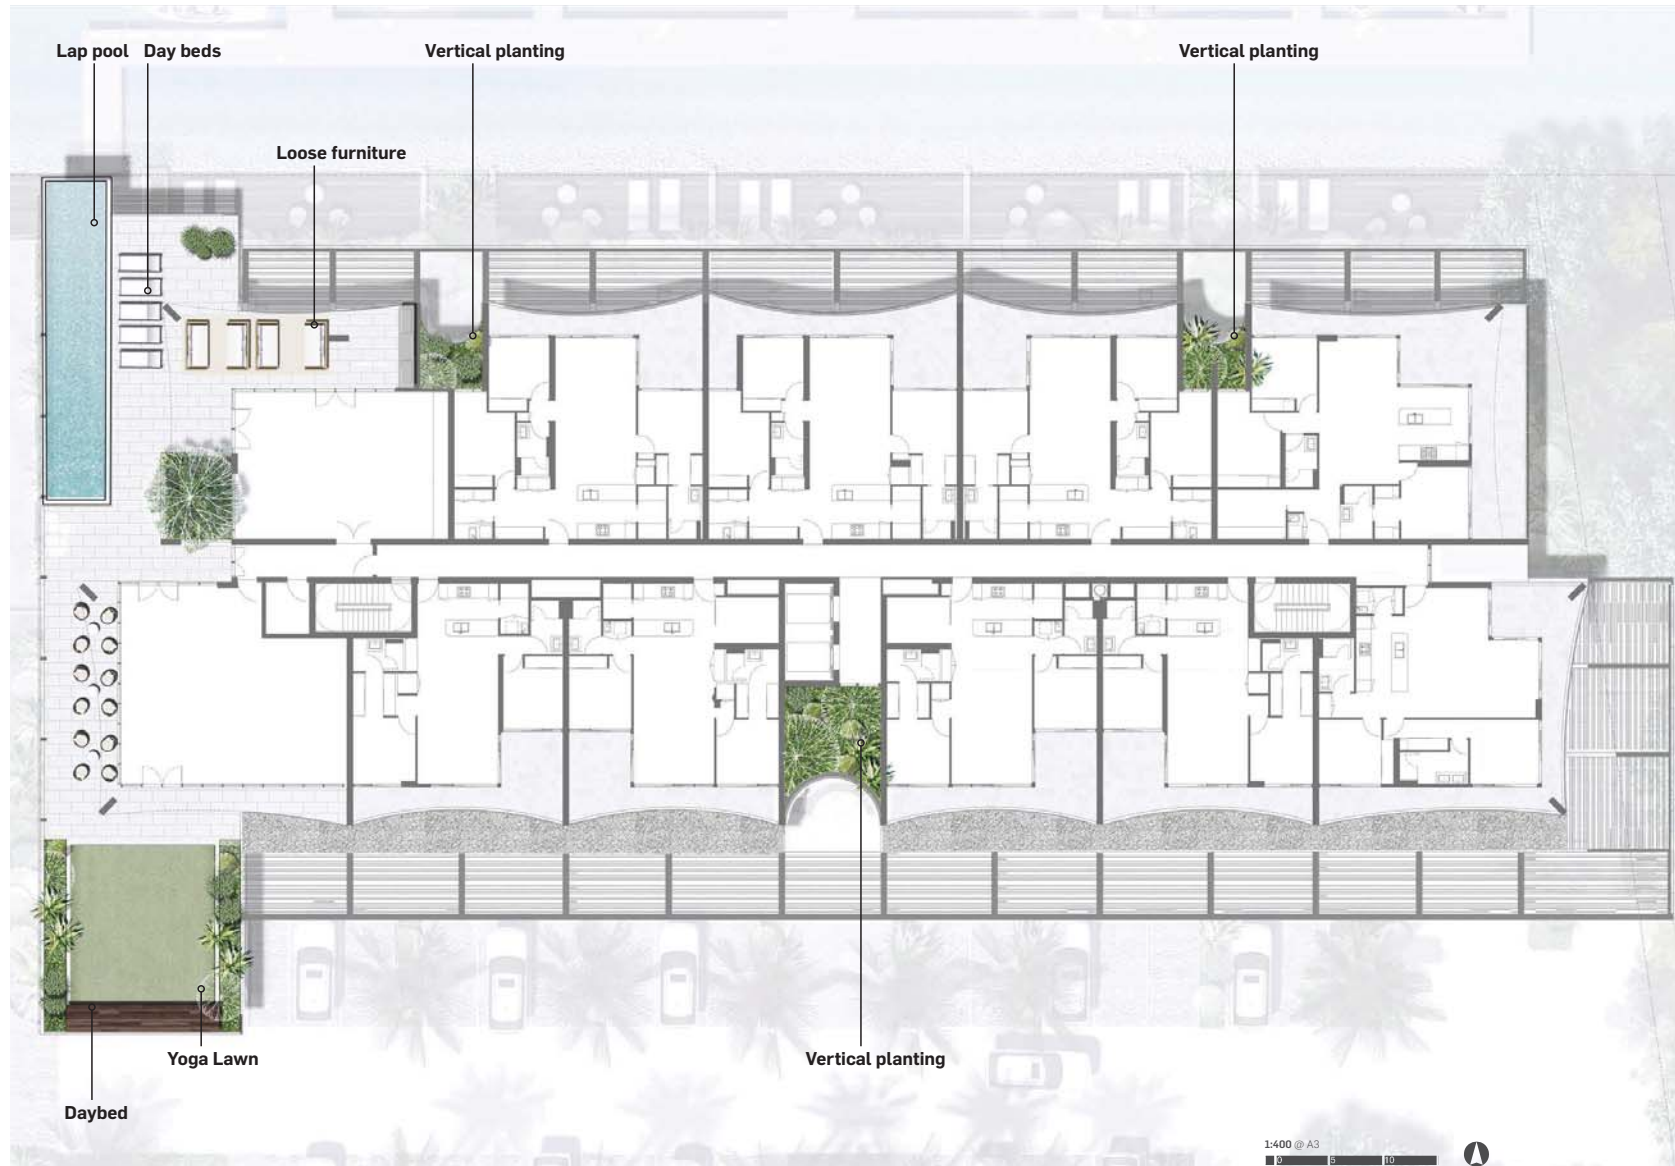 Lap pool
Day beds
Vertical planting
Vertical planting
Loose furniture
Yoga Lawn
Vertical planting
Daybed
1:400 @ A3
0 5 10